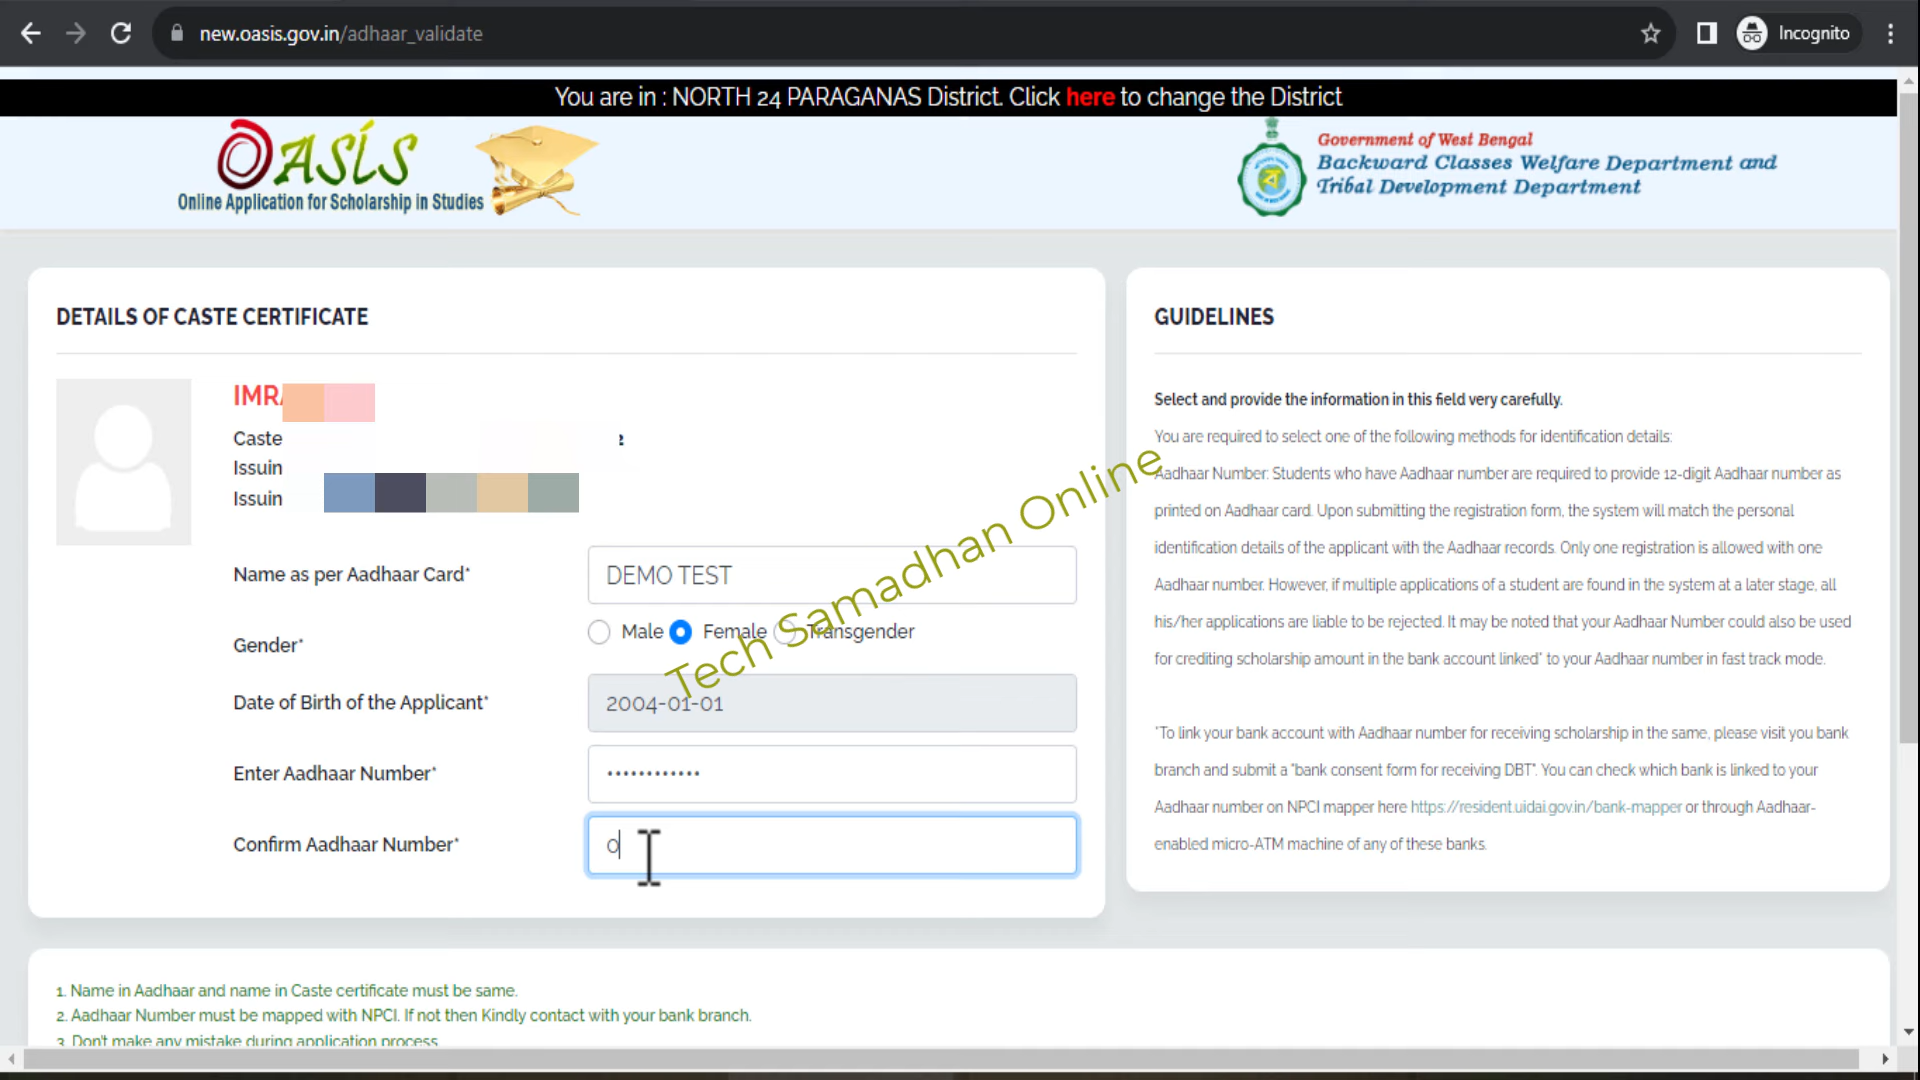 new.oasis.gov.in/adhaar_validate
Incognito
You are in : NORTH 24 PARAGANAS District. Click here to change the District
OASIS
Online Application for Scholarship in Studies
Government of West Bengal
Backward Classes Welfare Department and
Tribal Development Department
DETAILS OF CASTE CERTIFICATE
IMRA
Caste
Issuin
Issuin
Name as per Aadhaar Card*
DEMO TEST
Gender*
Male Female Transgender
Date of Birth of the Applicant*
2004-01-01
Enter Aadhaar Number*
••••••••••••
Confirm Aadhaar Number*
0
GUIDELINES
Select and provide the information in this field very carefully.
You are required to select one of the following methods for identification details:
Aadhaar Number: Students who have Aadhaar number are required to provide 12-digit Aadhaar number as
printed on Aadhaar card. Upon submitting the registration form, the system will match the personal
identification details of the applicant with the Aadhaar records. Only one registration is allowed with one
Aadhaar number. However, if multiple applications of a student are found in the system at a later stage, all
his/her applications are liable to be rejected. It may be noted that your Aadhaar Number could also be used
for crediting scholarship amount in the bank account linked* to your Aadhaar number in fast track mode.
*To link your bank account with Aadhaar number for receiving scholarship in the same, please visit you bank
branch and submit a "bank consent form for receiving DBT". You can check which bank is linked to your
Aadhaar number on NPCI mapper here https://resident.uidai.gov.in/bank-mapper or through Aadhaar-
enabled micro-ATM machine of any of these banks.
Tech Samadhan Online
1. Name in Aadhaar and name in Caste certificate must be same.
2. Aadhaar Number must be mapped with NPCI. If not then Kindly contact with your bank branch.
3. Don't make any mistake during application process